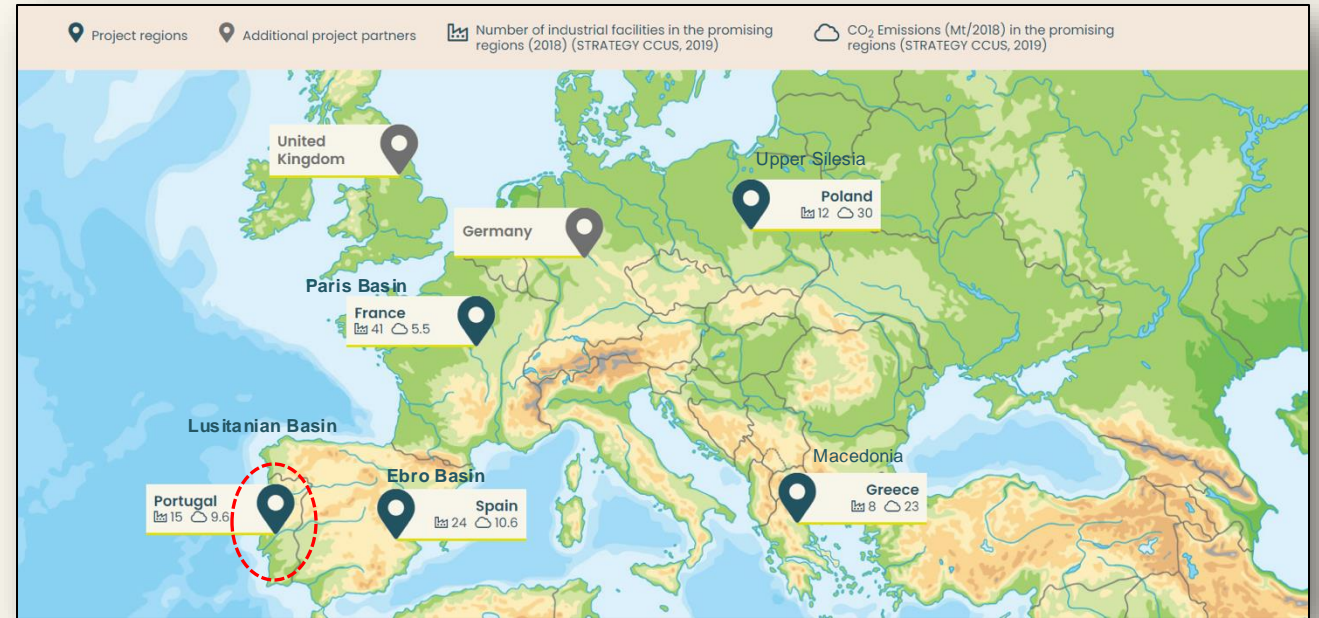 Project regions
Additional project partners
Number of industrial facilities in the promising
regions (2018) (STRATEGY CCUS, 2019)
CO₂ Emissions (Mt/2018) in the promising
regions (STRATEGY CCUS, 2019)
United
Kingdom
Upper Silesia
Poland
12 30
Germany
Paris Basin
France
41 5.5
Lusitanian Basin
Portugal
15 9.6
Ebro Basin
Spain
24 10.6
Macedonia
Greece
8 23